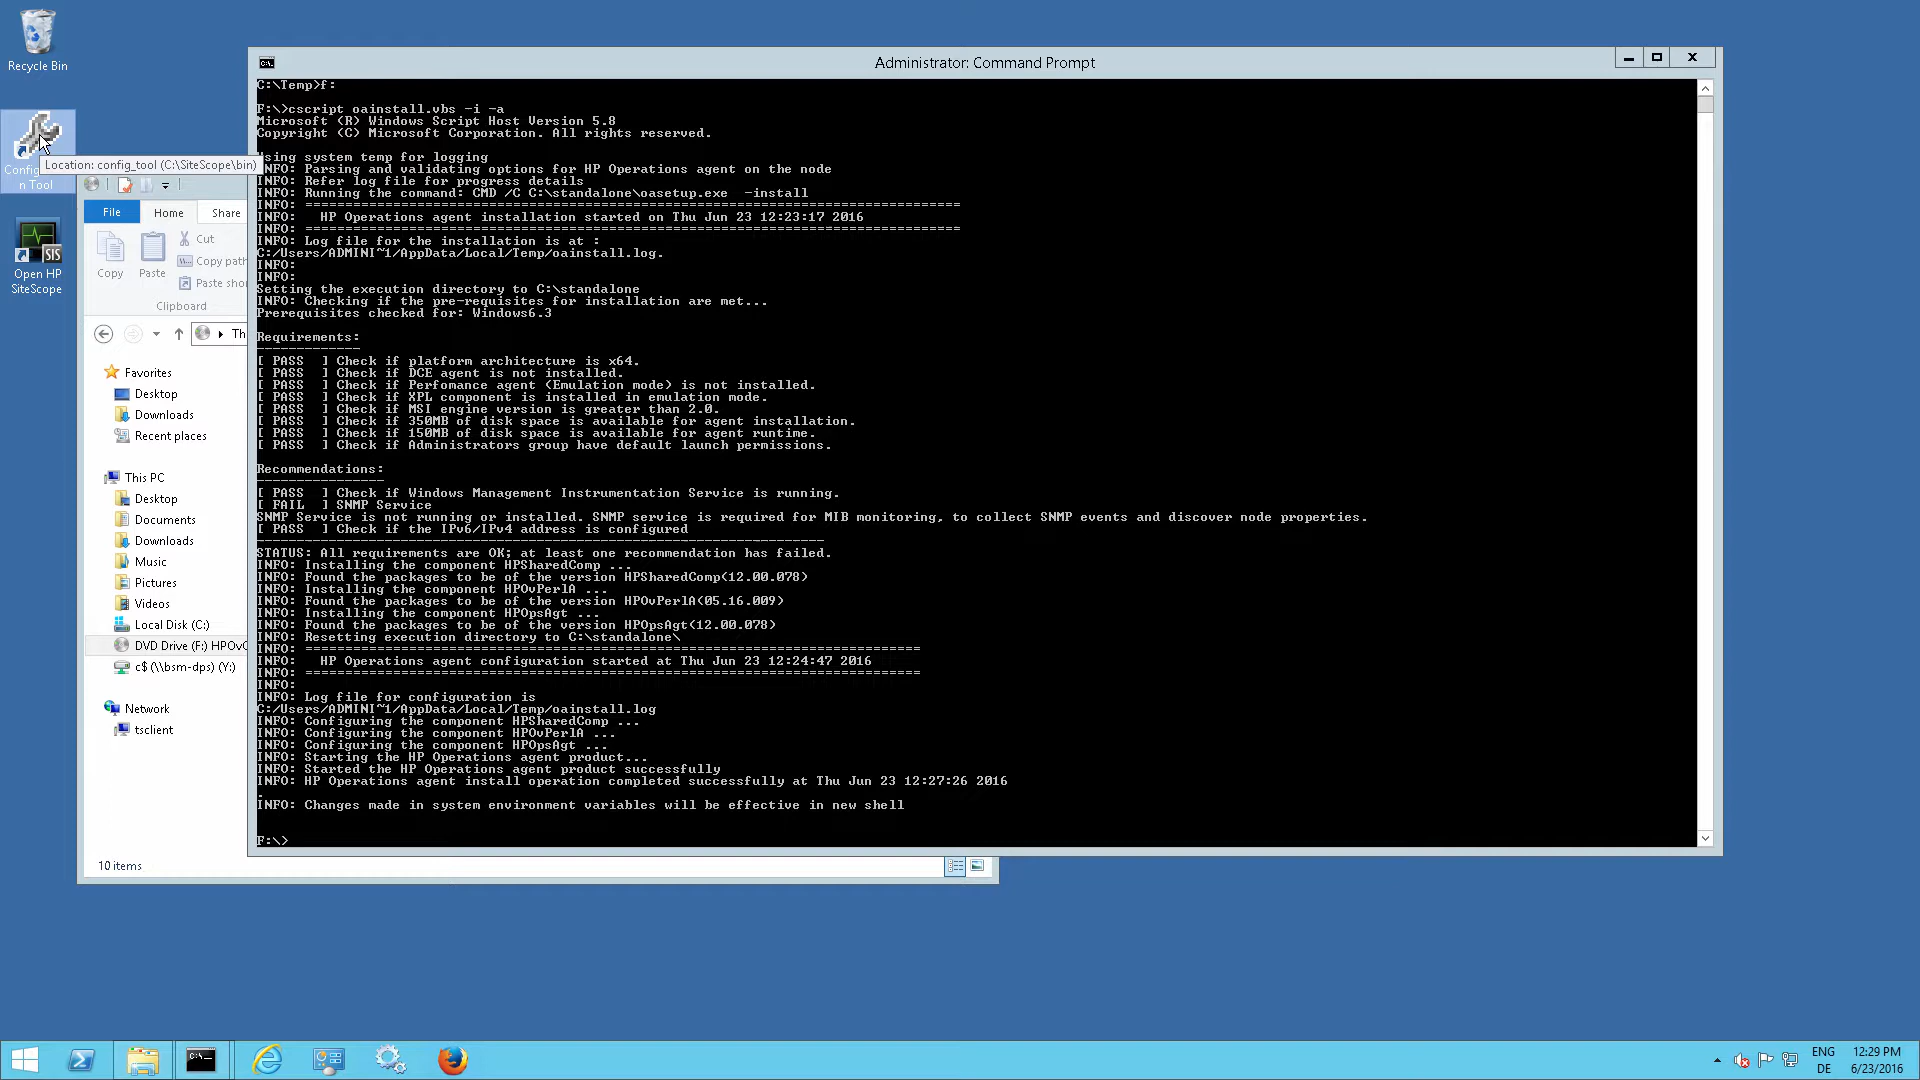 Recycle Bin
Config
n Tool
Location: config_tool (C:\SiteScope\bin)
Open HP
SiteScope
SIS
File
Home
Share
Copy
Paste
Cut
Copy path
Paste shor
Clipboard
Th
Favorites
Desktop
Downloads
Recent places
This PC
Desktop
Documents
Downloads
Music
Pictures
Videos
Local Disk (C:)
DVD Drive (F:) HPOvO
c$ (\\bsm-dps) (Y:)
Network
tsclient
10 items
Administrator: Command Prompt
C:\Temp>f:
F:\>cscript oainstall.vbs -i -a
Microsoft (R) Windows Script Host Version 5.8
Copyright (C) Microsoft Corporation. All rights reserved.
Using system temp for logging
INFO: Parsing and validating options for HP Operations agent on the node
INFO: Refer log file for progress details
INFO: Running the command: CMD /C C:\standalone\oasetup.exe  -install
INFO: ==================================================================================
INFO:   HP Operations agent installation started on Thu Jun 23 12:23:17 2016
INFO: ==================================================================================
INFO: Log file for the installation is at :
C:/Users/ADMINI~1/AppData/Local/Temp/oainstall.log.
INFO:
INFO:
Setting the execution directory to C:\standalone
INFO: Checking if the pre-requisites for installation are met...
Prerequisites checked for: Windows6.3
Requirements:
-------------
[ PASS  ] Check if platform architecture is x64.
[ PASS  ] Check if DCE agent is not installed.
[ PASS  ] Check if Perfomance agent (Emulation mode) is not installed.
[ PASS  ] Check if XPL component is installed in emulation mode.
[ PASS  ] Check if MSI engine version is greater than 2.0.
[ PASS  ] Check if 350MB of disk space is available for agent installation.
[ PASS  ] Check if 150MB of disk space is available for agent runtime.
[ PASS  ] Check if Administrators group have default launch permissions.
Recommendations:
----------------
[ PASS  ] Check if Windows Management Instrumentation Service is running.
[ FAIL  ] SNMP Service
SNMP Service is not running or installed. SNMP service is required for MIB monitoring, to collect SNMP events and discover node properties.
[ PASS  ] Check if the IPv6/IPv4 address is configured
-----------------------------------------------------------------------
STATUS: All requirements are OK; at least one recommendation has failed.
INFO: Installing the component HPSharedComp ...
INFO: Found the packages to be of the version HPSharedComp(12.00.078)
INFO: Installing the component HPOvPerlA ...
INFO: Found the packages to be of the version HPOvPerlA(05.16.009)
INFO: Installing the component HPOpsAgt ...
INFO: Found the packages to be of the version HPOpsAgt(12.00.078)
INFO: Resetting execution directory to C:\standalone\
INFO: =============================================================================
INFO:   HP Operations agent configuration started at Thu Jun 23 12:24:47 2016
INFO: =============================================================================
INFO:
INFO: Log file for configuration is
C:/Users/ADMINI~1/AppData/Local/Temp/oainstall.log
INFO: Configuring the component HPSharedComp ...
INFO: Configuring the component HPOvPerlA ...
INFO: Configuring the component HPOpsAgt ...
INFO: Starting the HP Operations agent product...
INFO: Started the HP Operations agent product successfully
INFO: HP Operations agent install operation completed successfully at Thu Jun 23 12:27:26 2016
.
INFO: Changes made in system environment variables will be effective in new shell
F:\>
ENG
DE
12:29 PM
6/23/2016